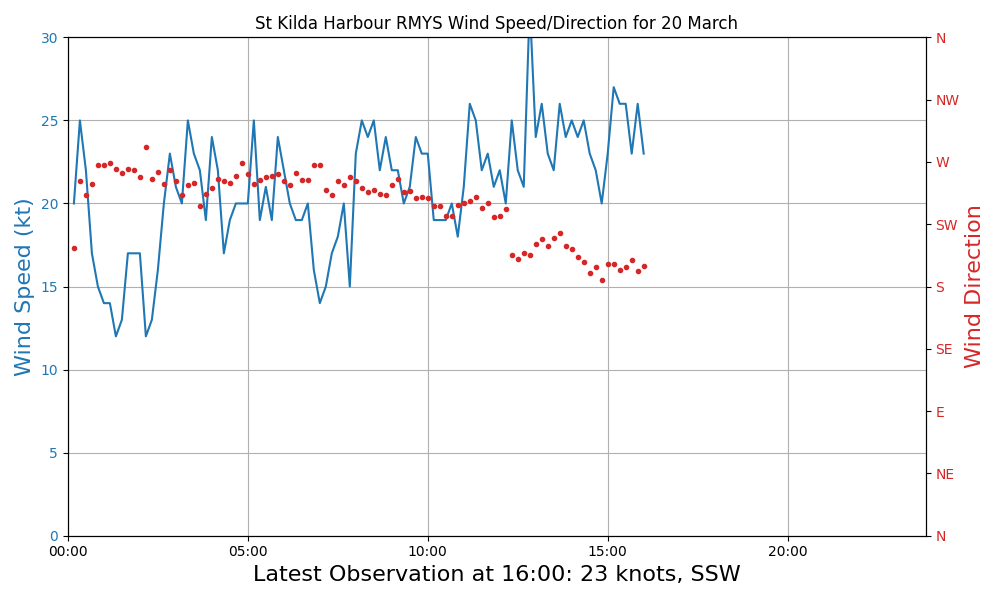 St Kilda Harbour RMYS Wind Speed/Direction for 20 March
Wind Speed (kt)
30
25
20
15
10
5
0
00:00
05:00
10:00
15:00
20:00
N
NW
W
SW
S
SE
E
NE
N
Wind Direction
Latest Observation at 16:00: 23 knots, SSW